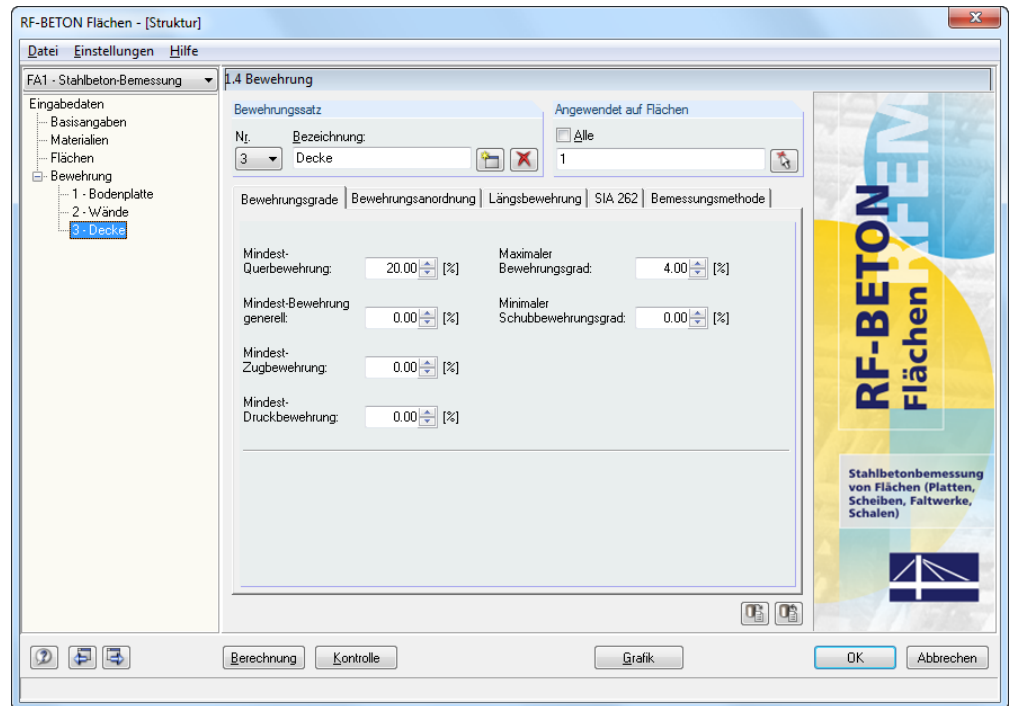 RF-BETON Flächen - [Struktur]
Datei Einstellungen Hilfe
FA1 - Stahlbeton-Bemessung
1.4 Bewehrung
Eingabedaten
Basisangaben
Materialien
Flächen
Bewehrung
1 - Bodenplatte
2 - Wände
3 - Decke
Bewehrungssatz
Nr. Bezeichnung:
3 Decke
Angewendet auf Flächen
Alle
1
Bewehrungsgrade Bewehrungsanordnung Längsbewehrung SIA 262 Bemessungsmethode
Mindest-
Querbewehrung: 20.00 [%]
Mindest-Bewehrung
generell: 0.00 [%]
Mindest-
Zugbewehrung: 0.00 [%]
Mindest-
Druckbewehrung: 0.00 [%]
Maximaler
Bewehrungsgrad: 4.00 [%]
Minimaler
Schubbewehrungsgrad: 0.00 [%]
RFEM
RF-BETON
Flächen
Stahlbetonbemessung
von Flächen (Platten,
Scheiben, Faltwerke,
Schalen)
Berechnung Kontrolle Grafik OK Abbrechen